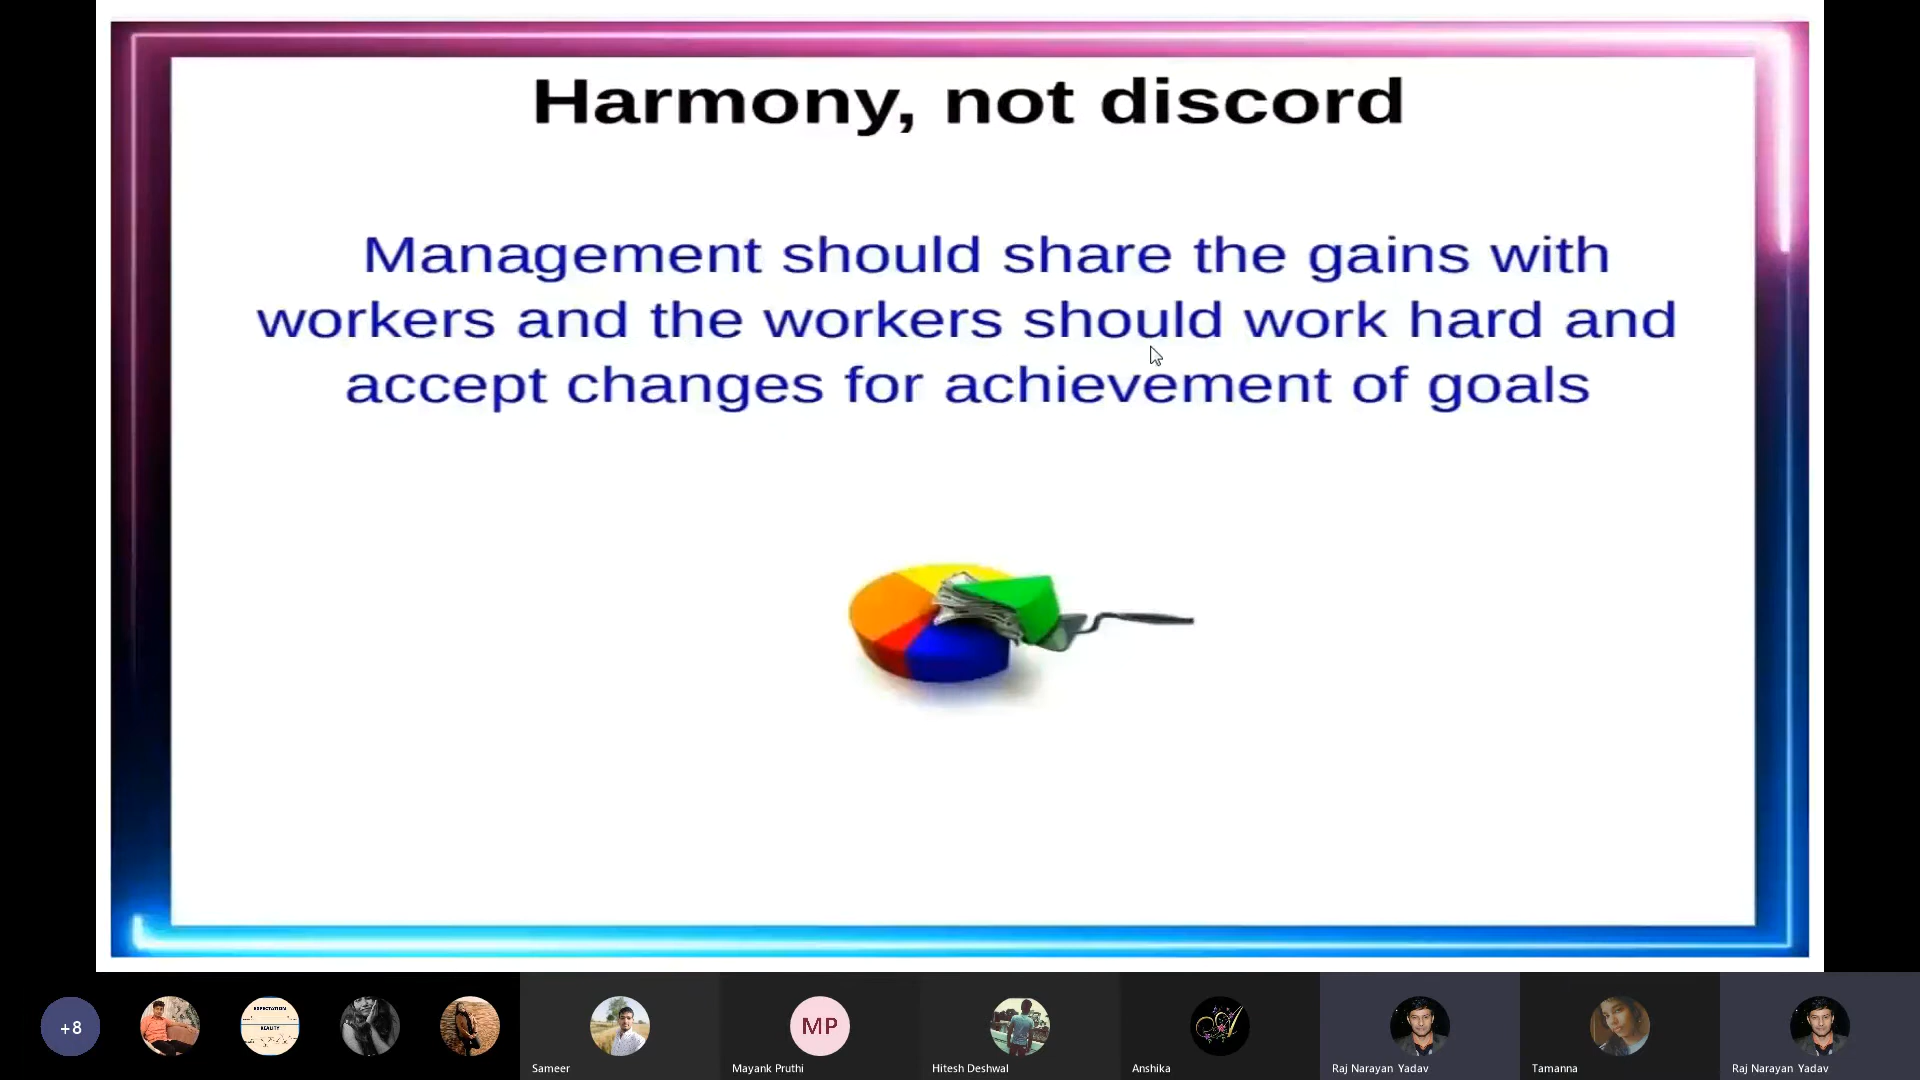 Harmony, not discord
Management should share the gains with
workers and the workers should work hard and
accept changes for achievement of goals
+8
EXPECTATION
REALITY
MP
Sameer
Mayank Pruthi
Hitesh Deshwal
Anshika
Raj Narayan Yadav
Tamanna
Raj Narayan Yadav